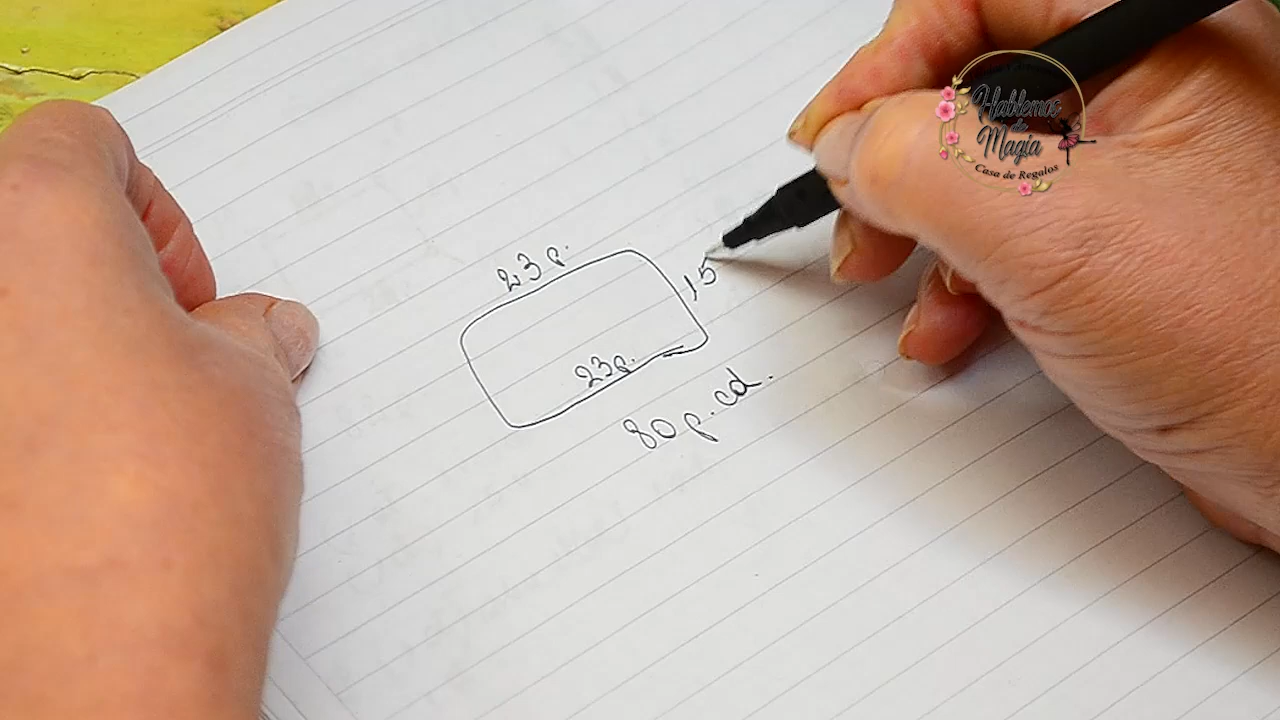 Hablemos
de
Magia
Casa de Regalos
23 p.
15
23 p.
80 p. cd.